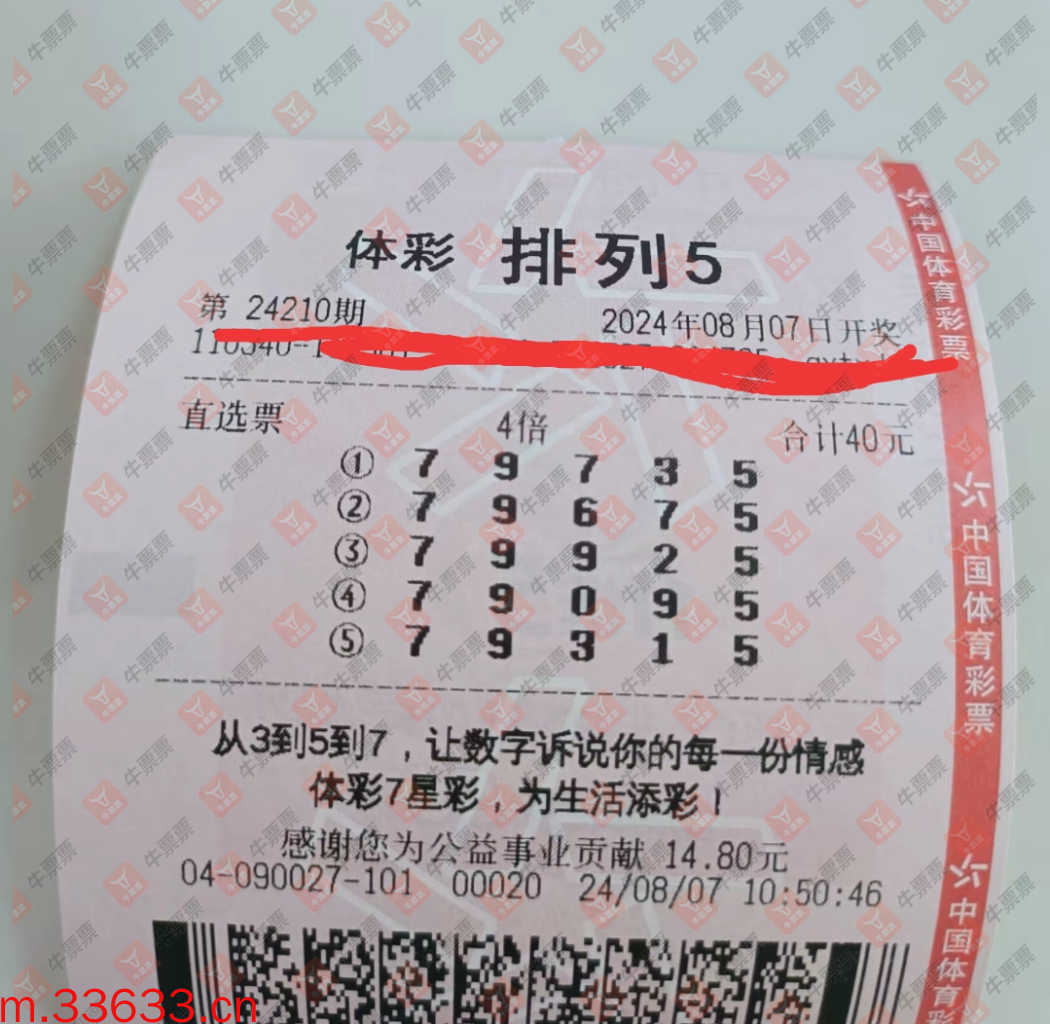 体彩 排列5
第 24210期 2024年08月07日开奖
直选票 4倍 合计40元
① 7 9 7 3 5
② 7 9 6 7 5
③ 7 9 9 2 5
④ 7 9 0 9 5
⑤ 7 9 3 1 5
从3到5到7，让数字诉说你的每一份情感
体彩7星彩，为生活添彩！
感谢您为公益事业贡献 14.80元
04-090027-101 00020 24/08/07 10:50:46
中国体育彩票
中国体育彩票
中国体育彩
牛票票
m.33633.cn